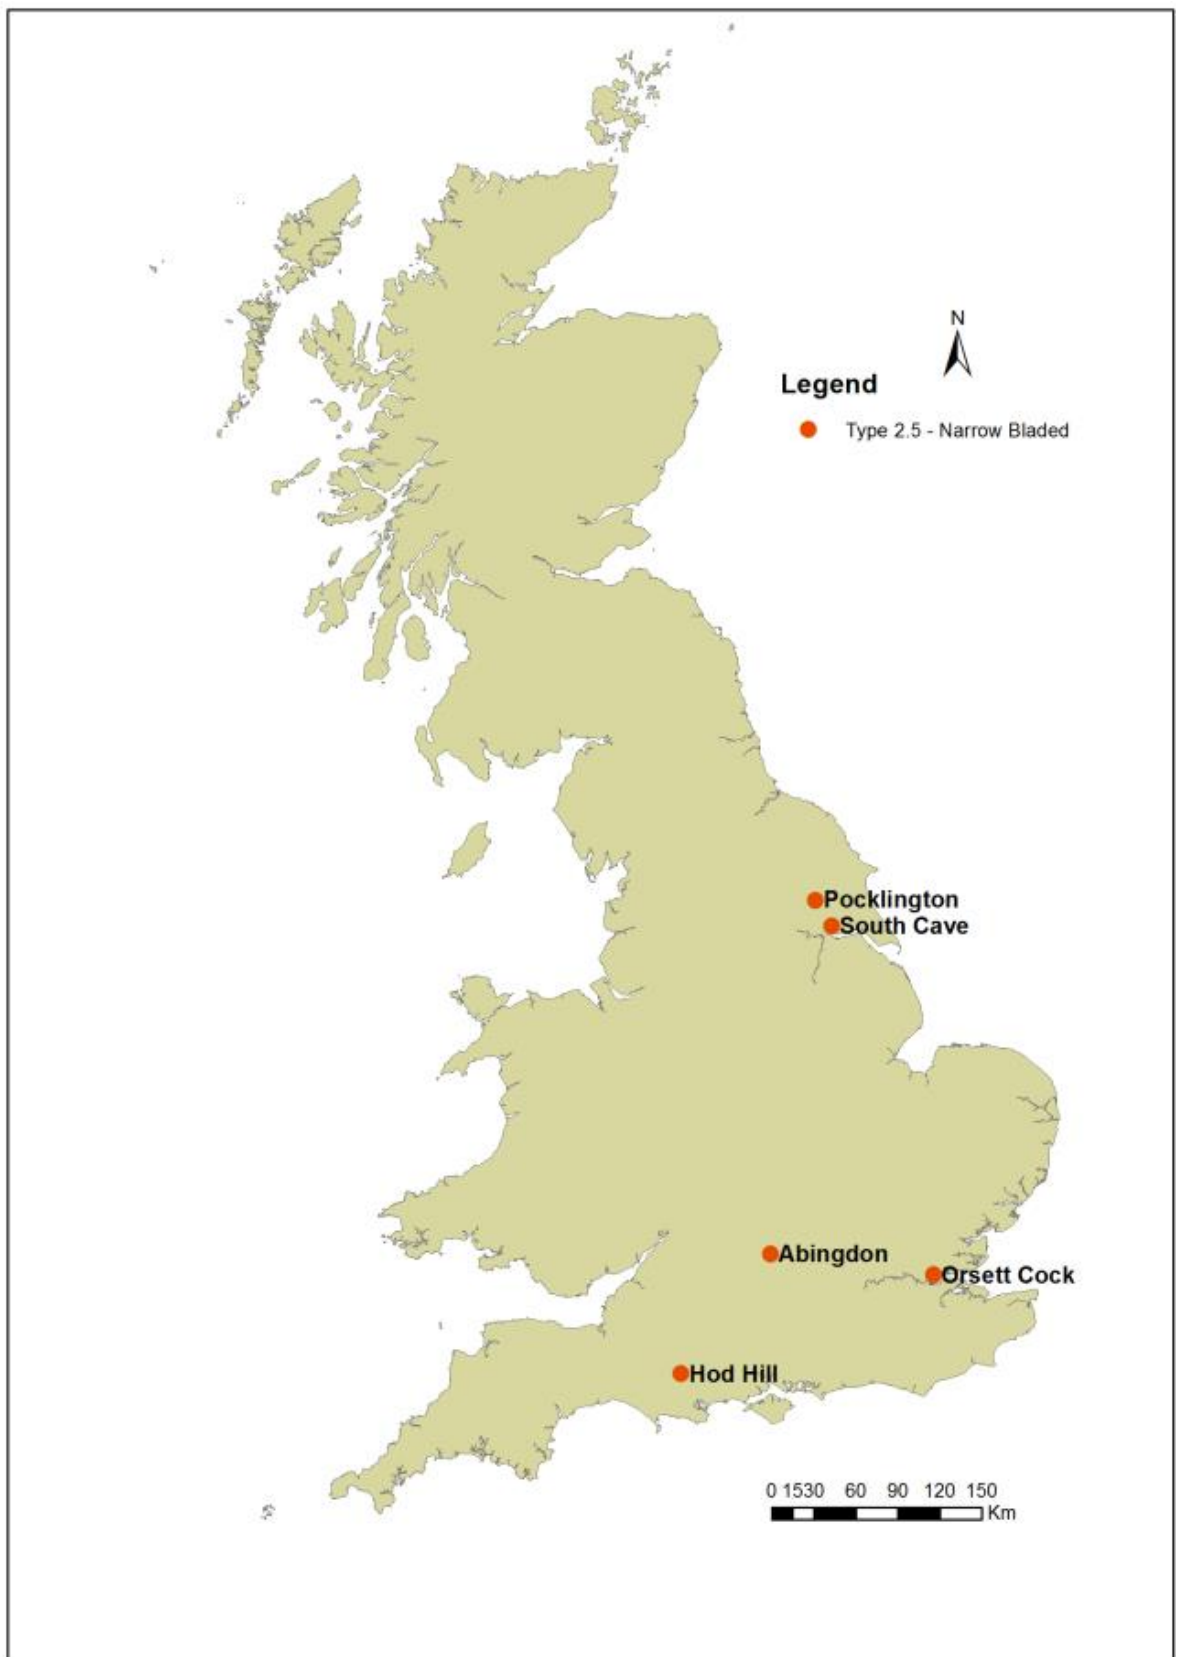 N
Legend
Type 2.5 - Narrow Bladed
Pocklington
South Cave
Abingdon
Orsett Cock
Hod Hill
0 1530 60 90 120 150
Km